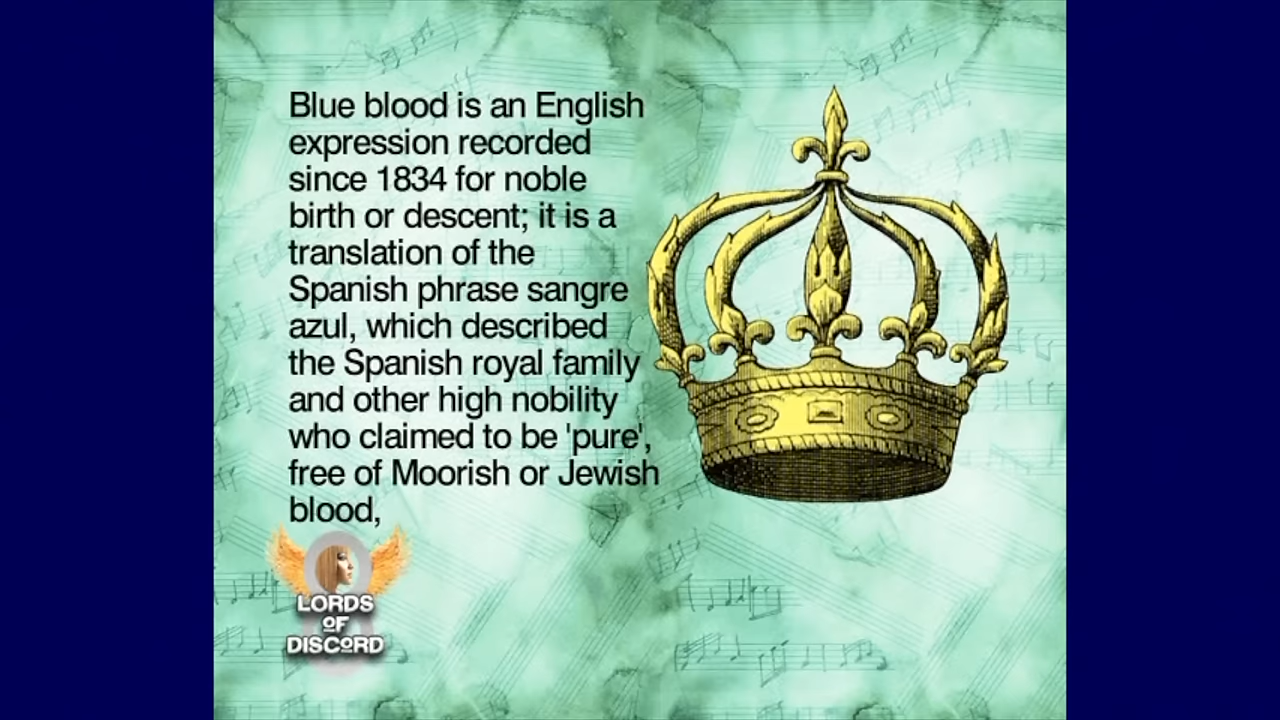 Blue blood is an English
expression recorded
since 1834 for noble
birth or descent; it is a
translation of the
Spanish phrase sangre
azul, which described
the Spanish royal family
and other high nobility
who claimed to be 'pure',
free of Moorish or Jewish
blood,
LORDS
OF
DISCORD